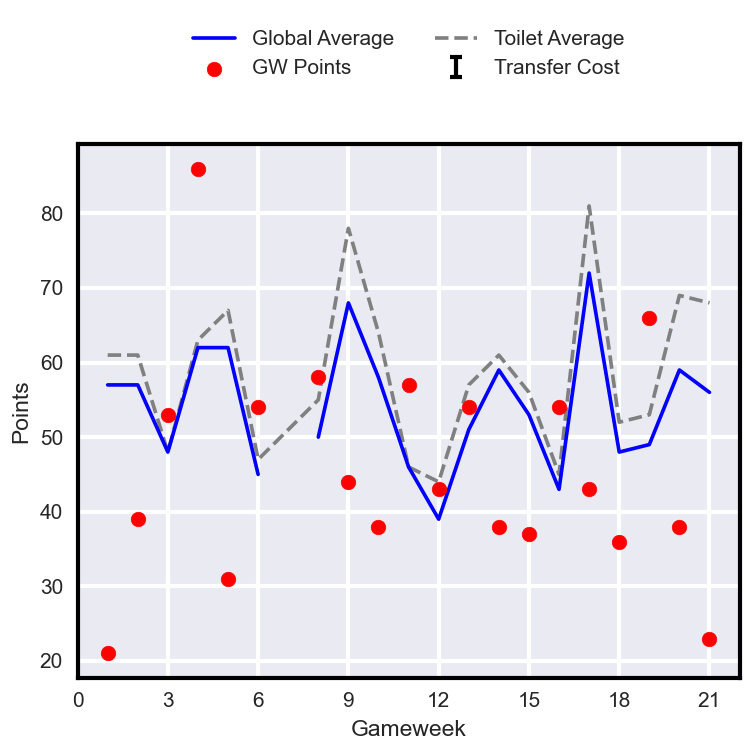 Global Average
Toilet Average
GW Points
Transfer Cost
Points
80
70
60
50
40
30
20
0 3 6 9 12 15 18 21
Gameweek